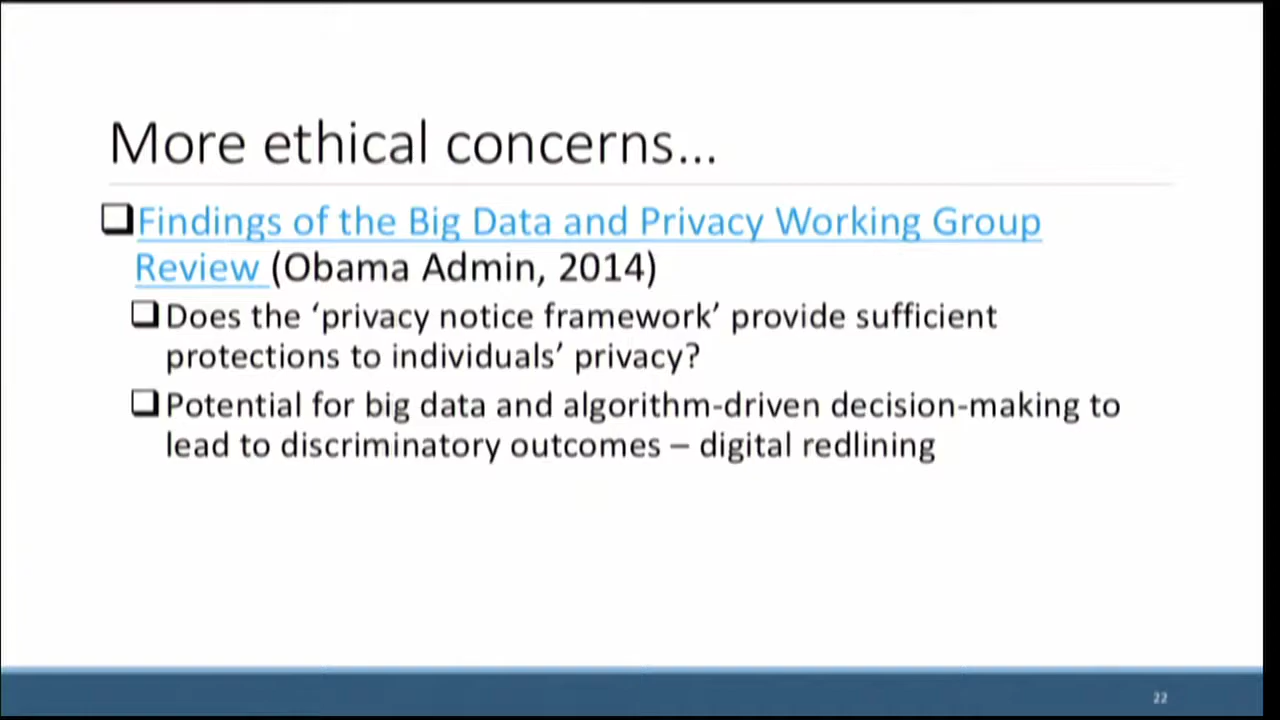 More ethical concerns...
Findings of the Big Data and Privacy Working Group
Review (Obama Admin, 2014)
Does the ‘privacy notice framework’ provide sufficient
protections to individuals’ privacy?
Potential for big data and algorithm-driven decision-making to
lead to discriminatory outcomes – digital redlining
22